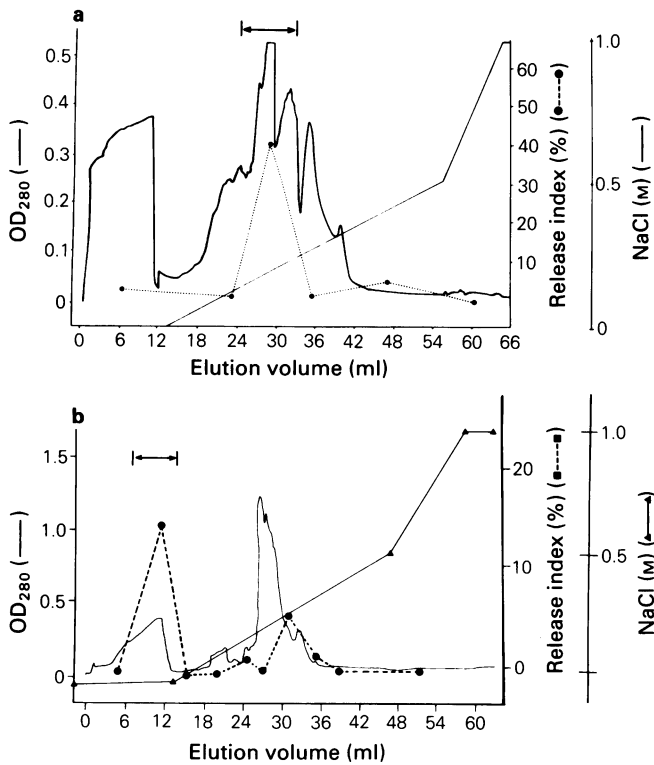 a
0.5
0.4
0.3
0.2
0.1
0
OD280 (——)
0 6 12 18 24 30 36 42 48 54 60 66
Elution volume (ml)
60
50
40
30
20
10
Release index (%) (●-----●)
1.0
0.5
0
NaCl (M) (——)
b
1.5
1.0
0.5
0
OD280 (——)
0 6 12 18 24 30 36 42 48 54 60
Elution volume (ml)
20
10
0
Release index (%) (■-----■)
1.0
0.5
NaCl (M) (▲——▲)